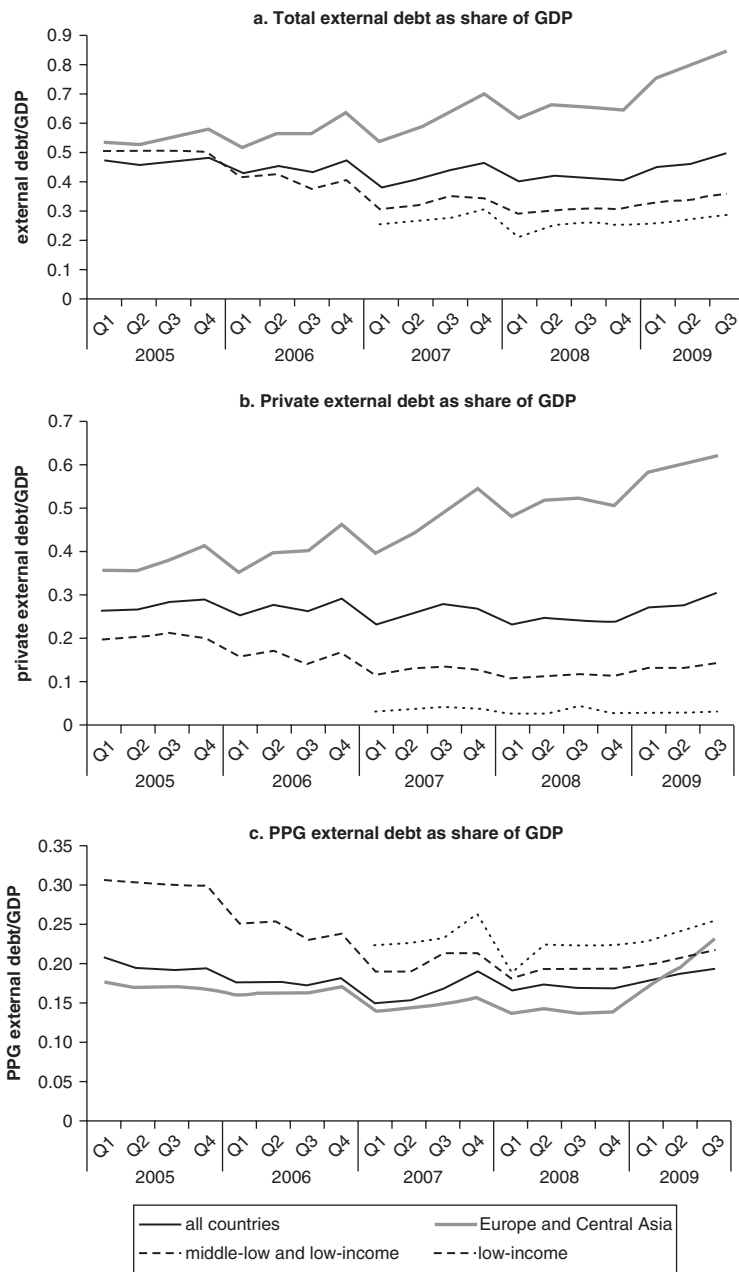 a. Total external debt as share of GDP
0.9
0.8
0.7
0.6
0.5
0.4
0.3
0.2
0.1
0
external debt/GDP
Q1 Q2 Q3 Q4 Q1 Q2 Q3 Q4 Q1 Q2 Q3 Q4 Q1 Q2 Q3 Q4 Q1 Q2 Q3
2005 2006 2007 2008 2009
b. Private external debt as share of GDP
0.7
0.6
0.5
0.4
0.3
0.2
0.1
0
private external debt/GDP
Q1 Q2 Q3 Q4 Q1 Q2 Q3 Q4 Q1 Q2 Q3 Q4 Q1 Q2 Q3 Q4 Q1 Q2 Q3
2005 2006 2007 2008 2009
c. PPG external debt as share of GDP
0.35
0.30
0.25
0.20
0.15
0.10
0.05
0
PPG external debt/GDP
Q1 Q2 Q3 Q4 Q1 Q2 Q3 Q4 Q1 Q2 Q3 Q4 Q1 Q2 Q3 Q4 Q1 Q2 Q3
2005 2006 2007 2008 2009
all countries Europe and Central Asia
middle-low and low-income low-income